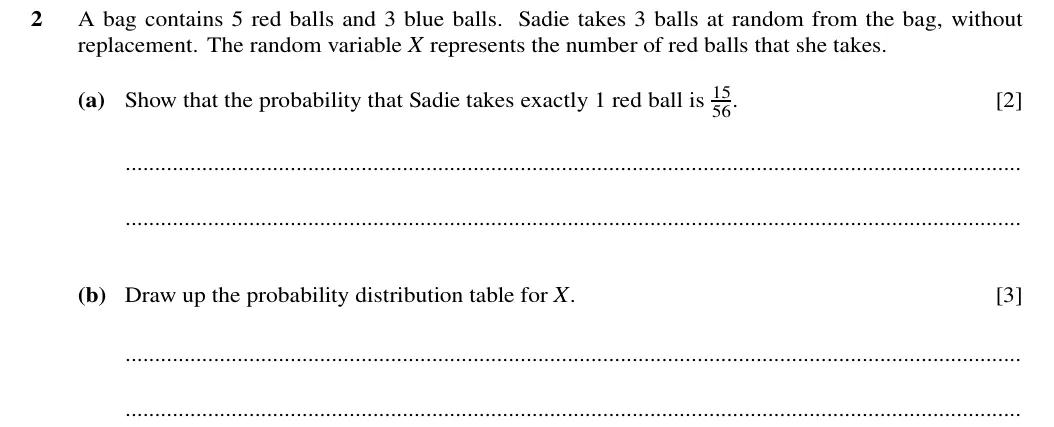 2 A bag contains 5 red balls and 3 blue balls. Sadie takes 3 balls at random from the bag, without
replacement. The random variable X represents the number of red balls that she takes.
(a) Show that the probability that Sadie takes exactly 1 red ball is 15/56. [2]
(b) Draw up the probability distribution table for X. [3]